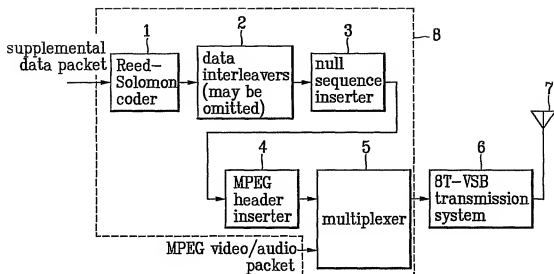 1
2
3
8
supplemental
data packet
Reed-
Solomon
coder
data
interleavers
(may be
omitted)
null
sequence
inserter
4
5
6
7
MPEG
header
inserter
multiplexer
8T-VSB
transmission
system
MPEG video/audio
packet